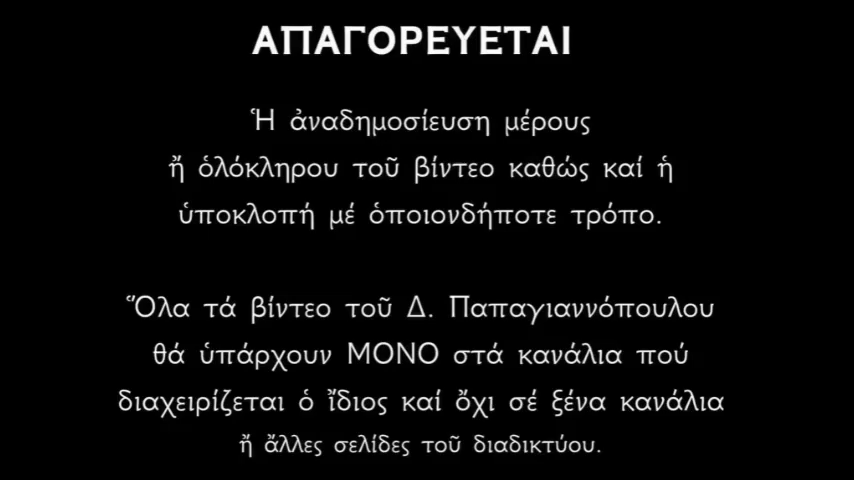 ΑΠΑΓΟΡΕΥΕΤΑΙ
Ἡ ἀναδημοσίευση μέρους
ἤ ὁλόκληρου τοῦ βίντεο καθώς καί ἡ
ὑποκλοπή μέ ὁποιονδήποτε τρόπο.
Ὅλα τά βίντεο τοῦ Δ. Παπαγιαννόπουλου
θά ὑπάρχουν ΜΟΝΟ στά κανάλια πού
διαχειρίζεται ὁ ἴδιος καί ὄχι σέ ξένα κανάλια
ἤ ἄλλες σελίδες τοῦ διαδικτύου.